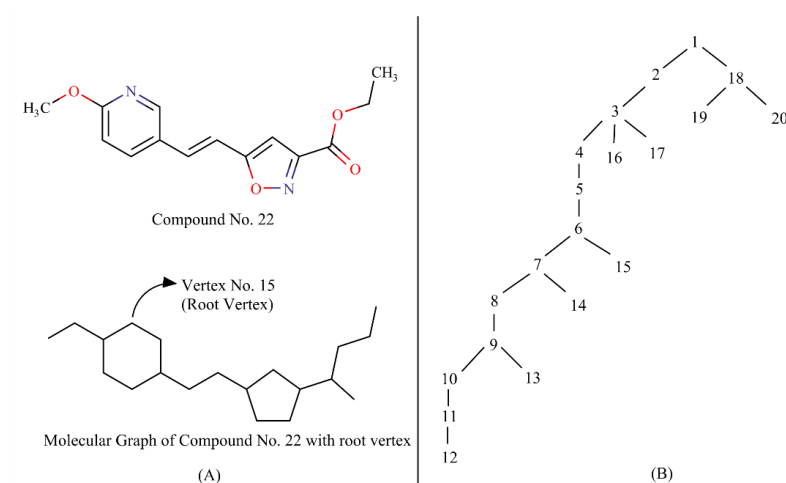 CH₃
O
N
O
H₃C
O
O
N
Compound No. 22
Vertex No. 15
(Root Vertex)
Molecular Graph of Compound No. 22 with root vertex
(A)
1
2
18
3
19
20
4
16
17
5
6
7
15
8
14
9
10
13
11
12
(B)